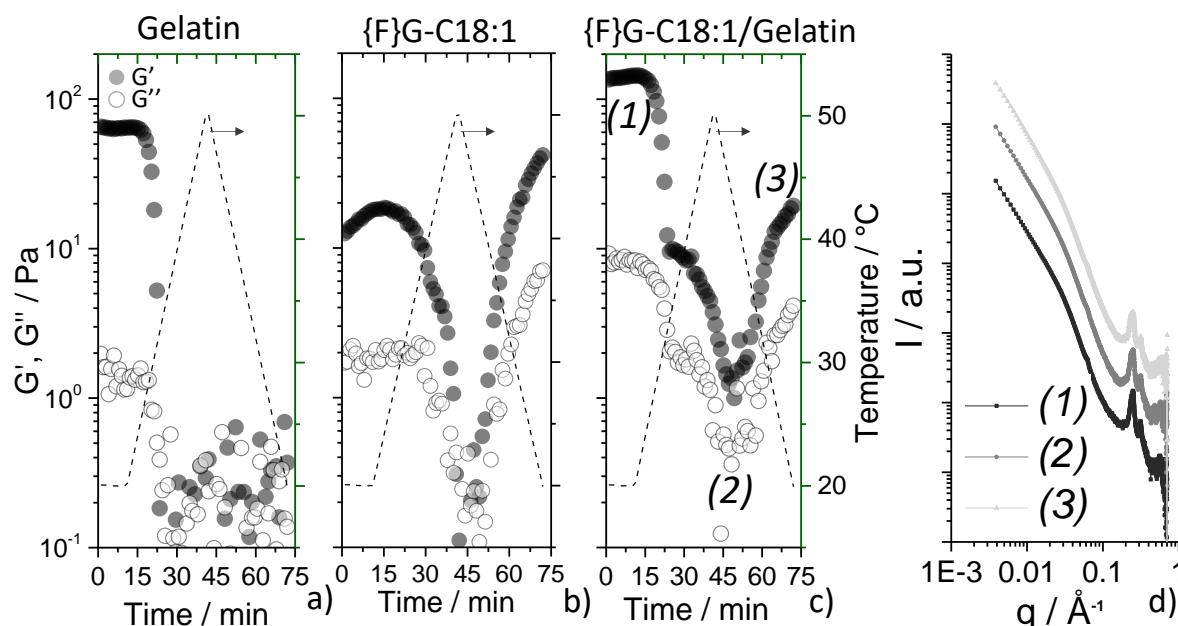 Gelatin
{F}G-C18:1
{F}G-C18:1/Gelatin
G'
G''
(1)
(2)
(3)
10²
10¹
10⁰
10⁻¹
G', G'' / Pa
0 15 30 45 60 75
Time / min
a)
0 15 30 45 60 75
Time / min
b)
0 15 30 45 60 75
Time / min
c)
50
40
30
20
Temperature / °C
I / a.u.
(1)
(2)
(3)
1E-3 0.01 0.1 1
q / Å⁻¹
d)